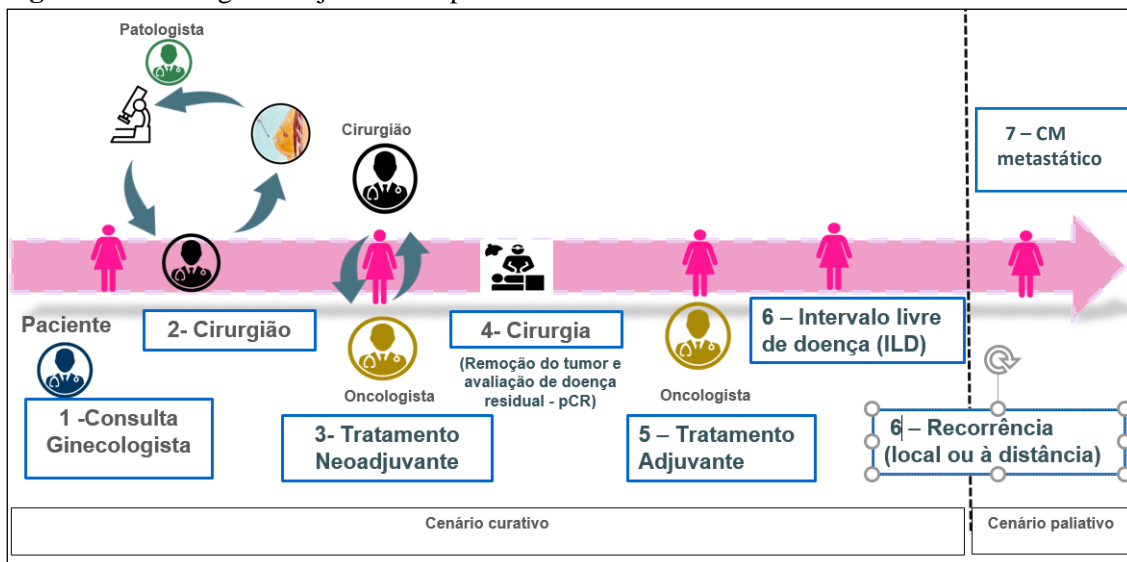 Patologista
Cirurgião
7 – CM
metastático
Paciente
2- Cirurgião
4- Cirurgia
(Remoção do tumor e
avaliação de doença
residual - pCR)
6 – Intervalo livre
de doença (ILD)
Oncologista
Oncologista
1 -Consulta
Ginecologista
3- Tratamento
Neoadjuvante
5 – Tratamento
Adjuvante
6 – Recorrência
(local ou à distância)
Cenário curativo
Cenário paliativo